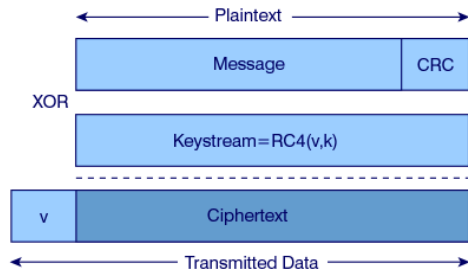 Plaintext
Message CRC
XOR
Keystream=RC4(v,k)
v Ciphertext
Transmitted Data